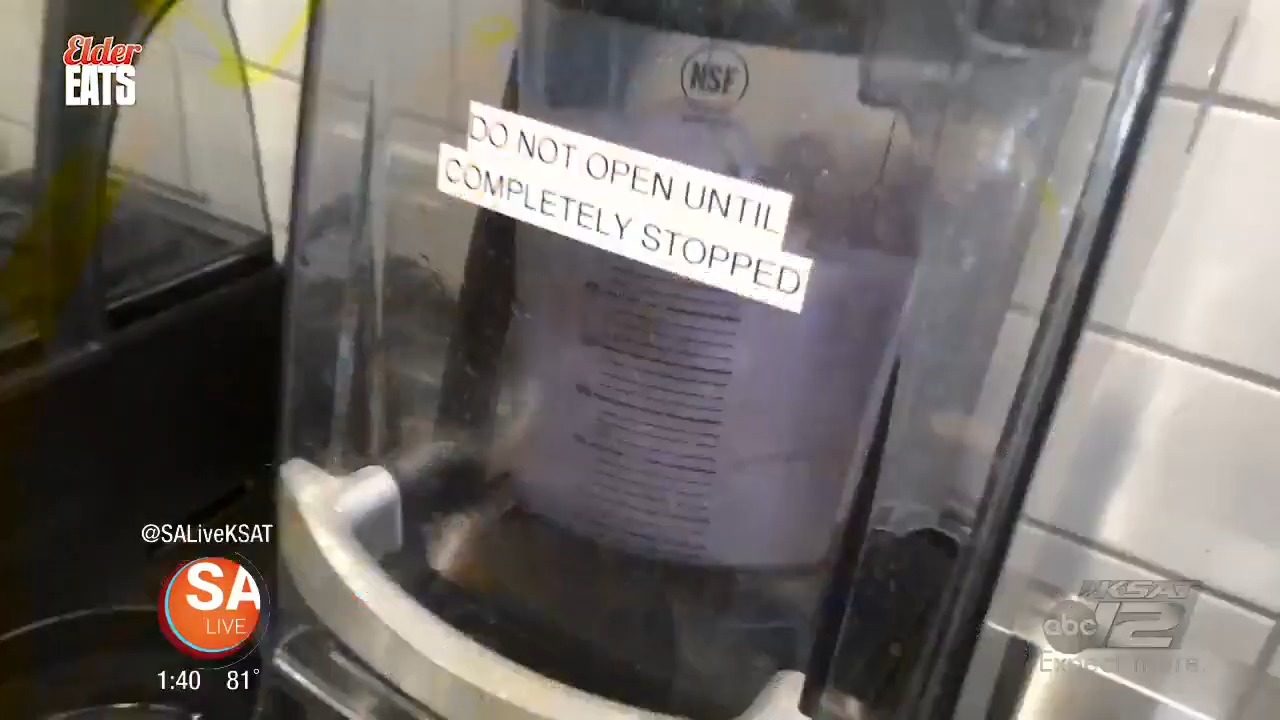 Elder
EATS
NSF
DO NOT OPEN UNTIL
COMPLETELY STOPPED
@SALiveKSAT
SA
LIVE
1:40 81°
KSAT
abc 12